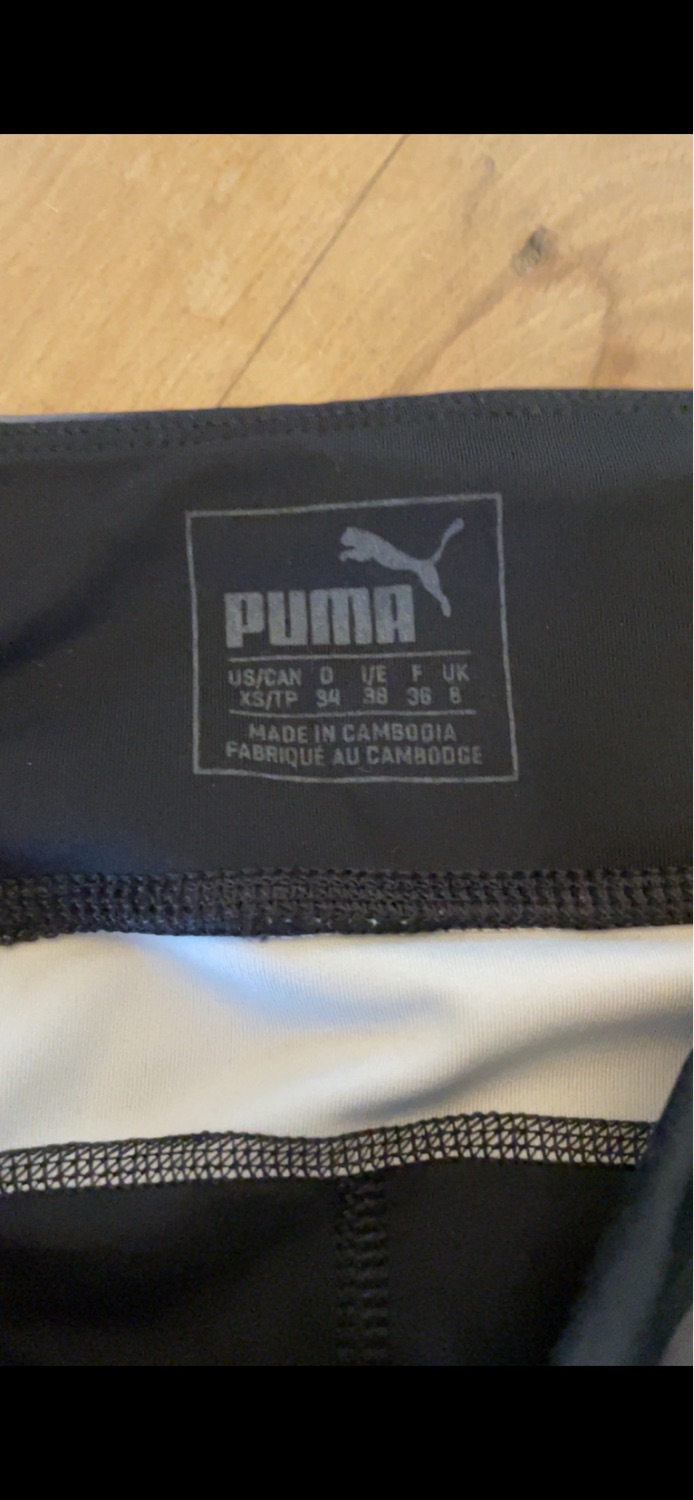 PUMA
US/CAN D I/E F UK
XS/TP 34 38 36 8
MADE IN CAMBODIA
FABRIQUÉ AU CAMBODGE